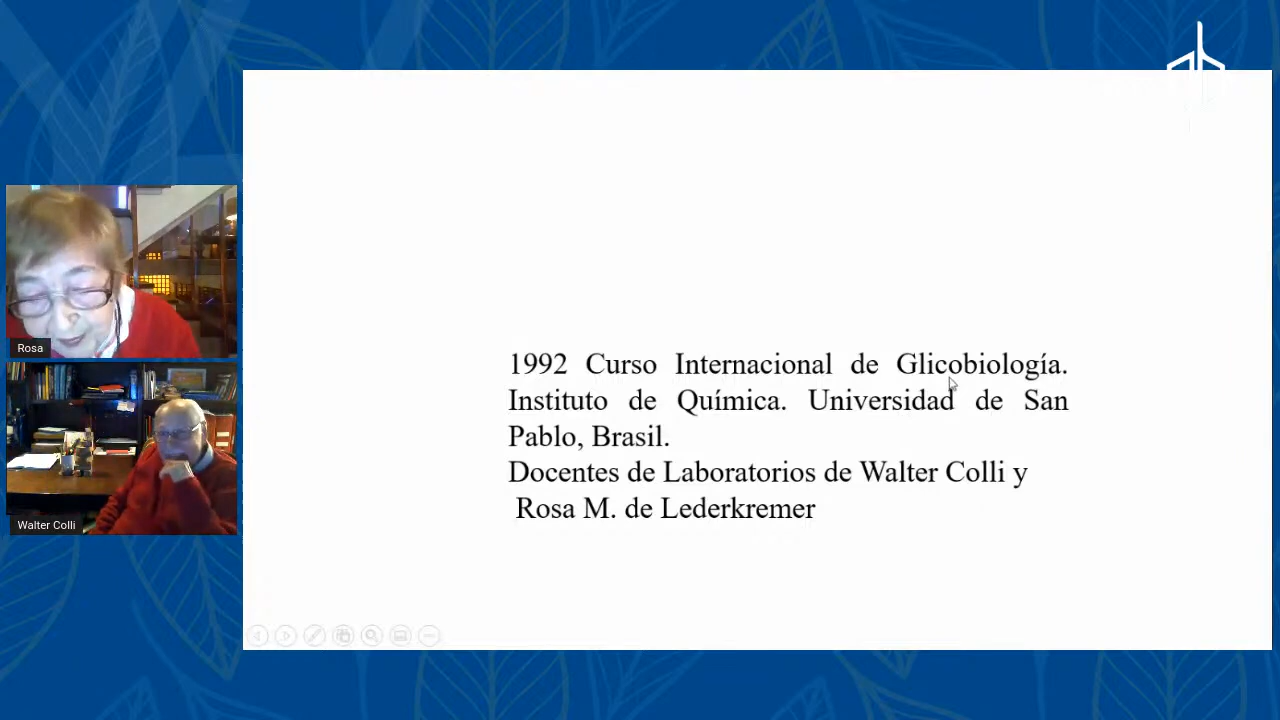 Rosa
Walter Colli
1992 Curso Internacional de Glicobiología.
Instituto de Química. Universidad de San
Pablo, Brasil.
Docentes de Laboratorios de Walter Colli y
Rosa M. de Lederkremer